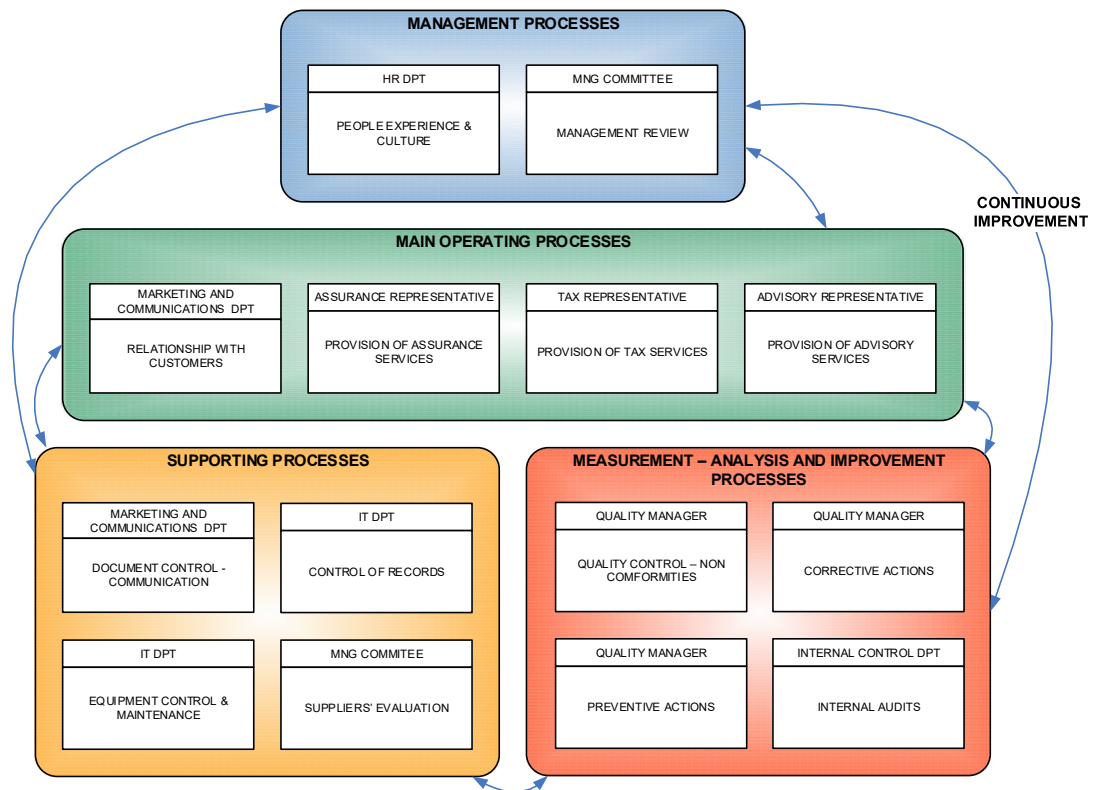 MANAGEMENT PROCESSES
HR DPT
PEOPLE EXPERIENCE &
CULTURE
MNG COMMITTEE
MANAGEMENT REVIEW
CONTINUOUS
IMPROVEMENT
MAIN OPERATING PROCESSES
MARKETING AND
COMMUNICATIONS DPT
RELATIONSHIP WITH
CUSTOMERS
ASSURANCE REPRESENTATIVE
PROVISION OF ASSURANCE
SERVICES
TAX REPRESENTATIVE
PROVISION OF TAX SERVICES
ADVISORY REPRESENTATIVE
PROVISION OF ADVISORY
SERVICES
SUPPORTING PROCESSES
MARKETING AND
COMMUNICATIONS DPT
DOCUMENT CONTROL -
COMMUNICATION
IT DPT
CONTROL OF RECORDS
IT DPT
EQUIPMENT CONTROL &
MAINTENANCE
MNG COMMITEE
SUPPLIERS' EVALUATION
MEASUREMENT – ANALYSIS AND IMPROVEMENT
PROCESSES
QUALITY MANAGER
QUALITY CONTROL – NON
COMFORMITIES
QUALITY MANAGER
CORRECTIVE ACTIONS
QUALITY MANAGER
PREVENTIVE ACTIONS
INTERNAL CONTROL DPT
INTERNAL AUDITS